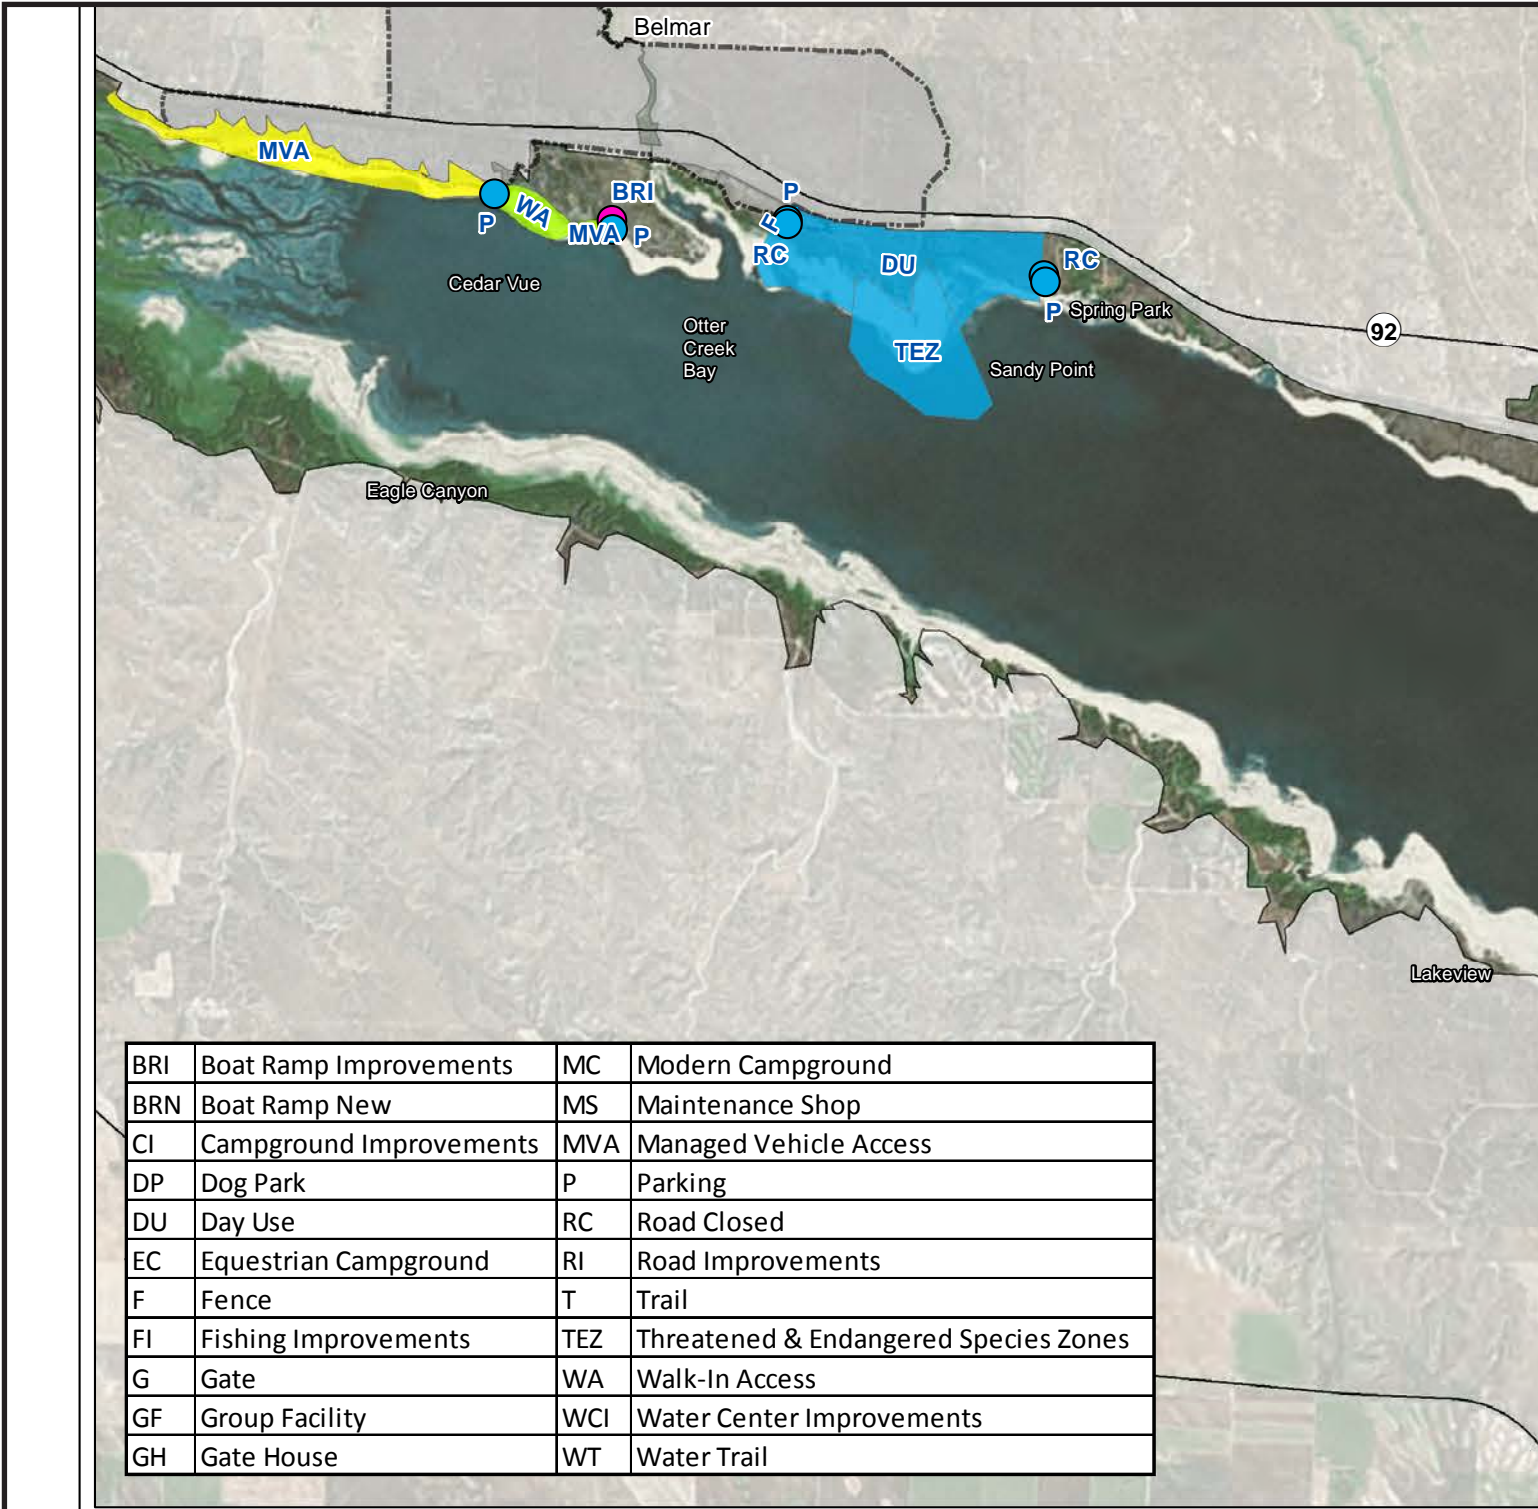 Belmar
MVA
BRI
P
WA
P
MVA
P
F
RC
DU
RC
Cedar Vue
P
Spring Park
Otter
Creek
Bay
92
TEZ
Sandy Point
Eagle Canyon
Lakeview
BRI Boat Ramp Improvements MC Modern Campground
BRN Boat Ramp New MS Maintenance Shop
CI Campground Improvements MVA Managed Vehicle Access
DP Dog Park P Parking
DU Day Use RC Road Closed
EC Equestrian Campground RI Road Improvements
F Fence T Trail
FI Fishing Improvements TEZ Threatened & Endangered Species Zones
G Gate WA Walk-In Access
GF Group Facility WCI Water Center Improvements
GH Gate House WT Water Trail